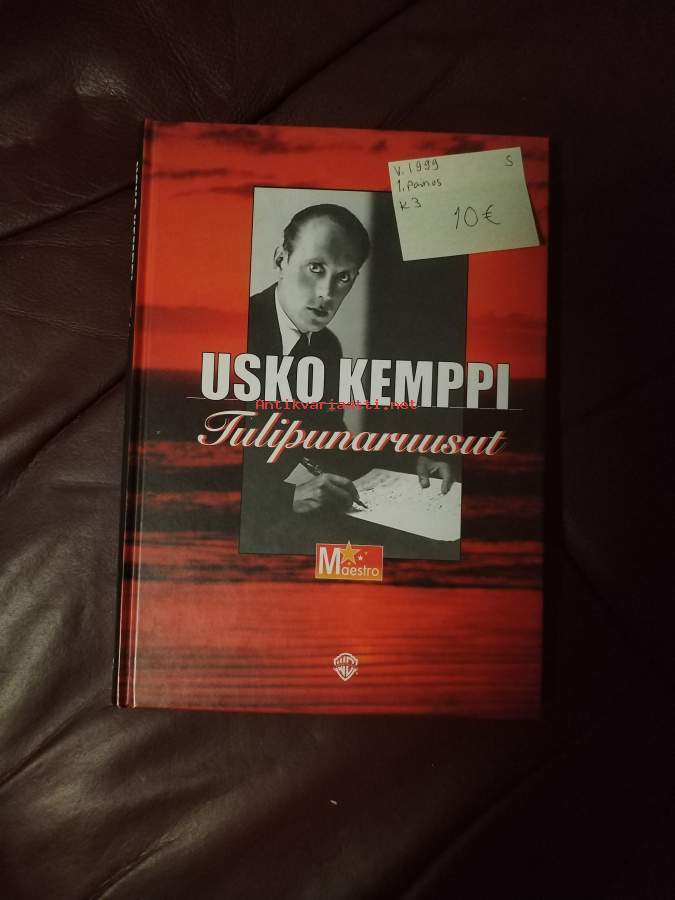 V. 1999 S
1. painos
K3
10€
USKO KEMPPI
Antikvariaatti.net
Tulipunaruusut
Maestro